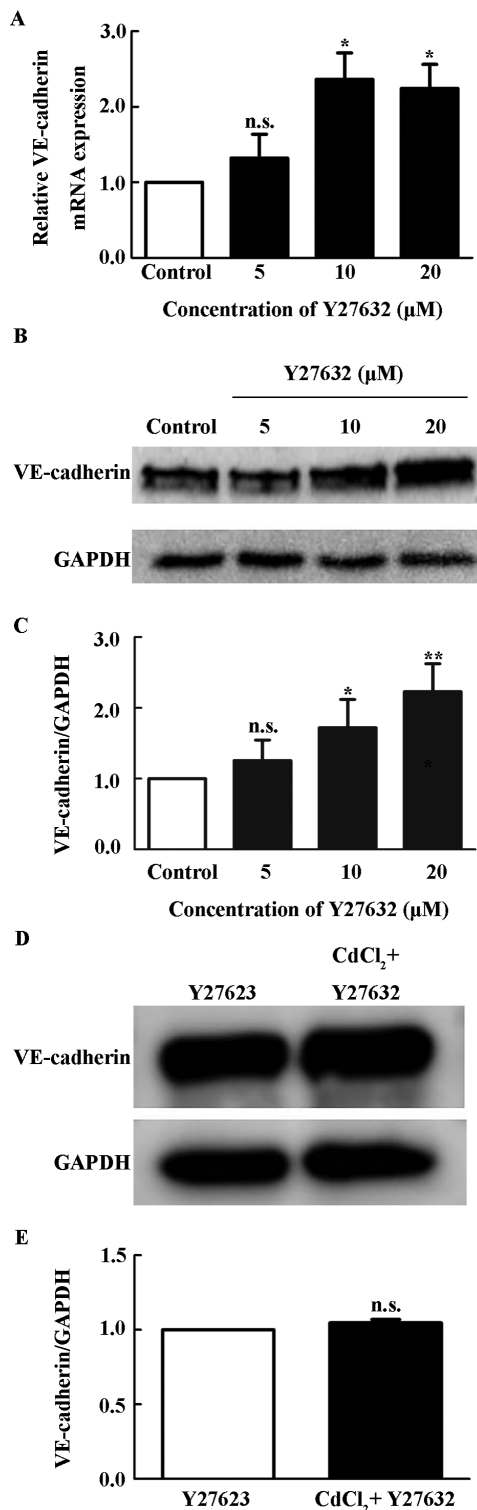 A
Relative VE-cadherin
mRNA expression
3.0
2.0
1.0
0.0
n.s.
*
*
Control 5 10 20
Concentration of Y27632 (μM)
B
Y27632 (μM)
Control 5 10 20
VE-cadherin
GAPDH
C
VE-cadherin/GAPDH
3.0
2.0
1.0
0.0
n.s.
*
**
*
Control 5 10 20
Concentration of Y27632 (μM)
D
CdCl₂+
Y27623 Y27632
VE-cadherin
GAPDH
E
VE-cadherin/GAPDH
1.5
1.0
0.5
0.0
n.s.
Y27623 CdCl₂+ Y27632